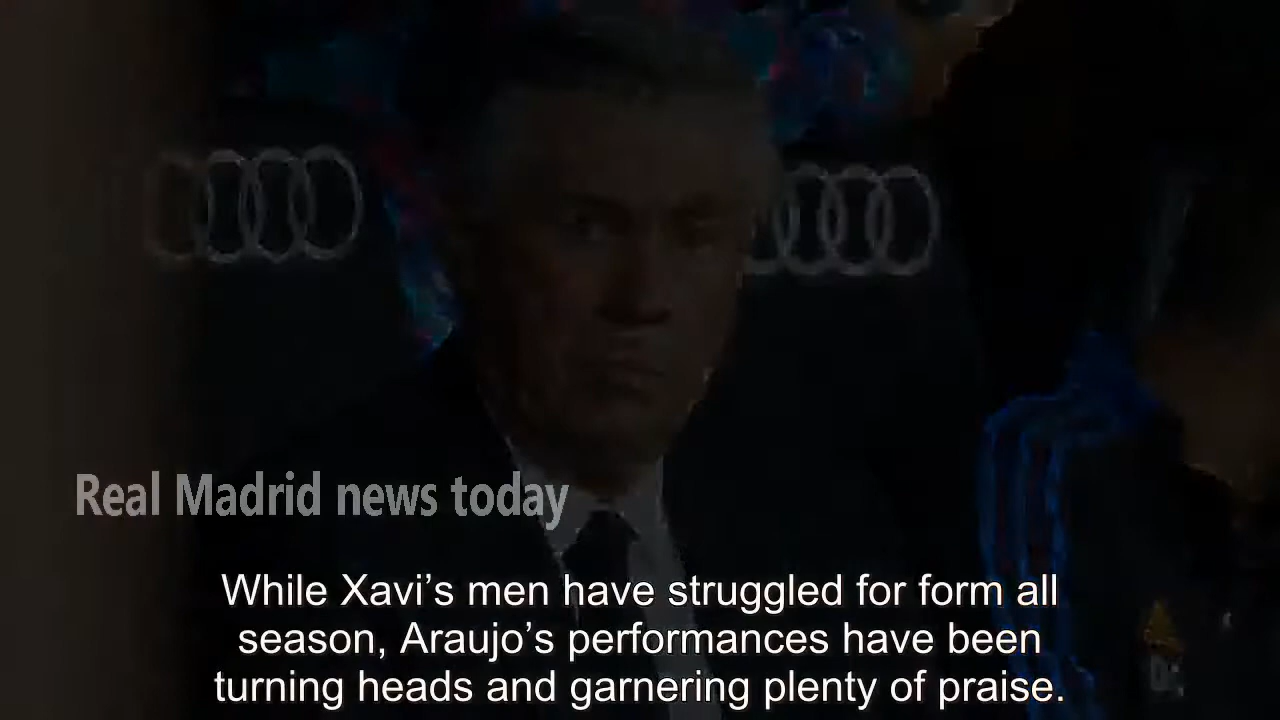 Real Madrid news today
While Xavi’s men have struggled for form all
season, Araujo’s performances have been
turning heads and garnering plenty of praise.